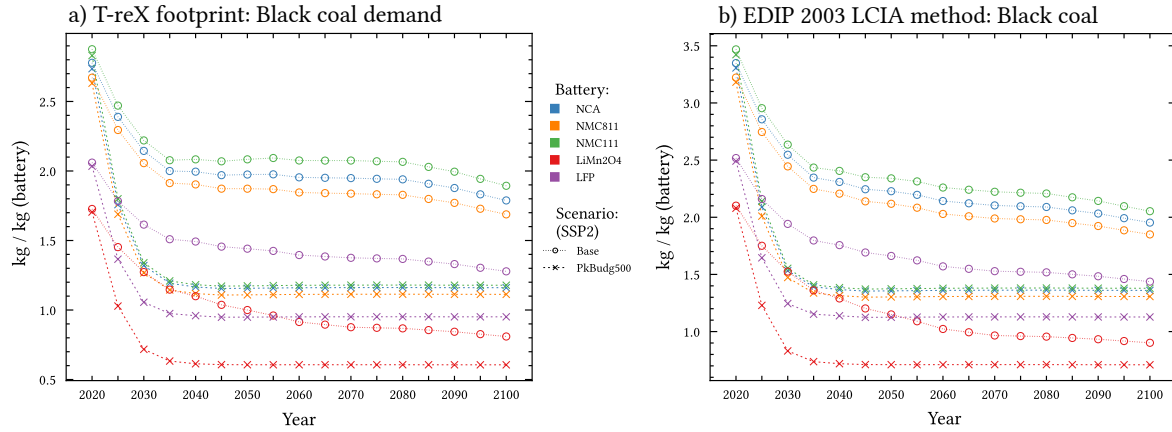 a) T-reX footprint: Black coal demand
kg / kg (battery)
2.5
2.0
1.5
1.0
0.5
2020 2030 2040 2050 2060 2070 2080 2090 2100
Year
Battery:
NCA
NMC811
NMC111
LiMn2O4
LFP
Scenario:
(SSP2)
Base
PkBudg500
b) EDIP 2003 LCIA method: Black coal
kg / kg (battery)
3.5
3.0
2.5
2.0
1.5
1.0
2020 2030 2040 2050 2060 2070 2080 2090 2100
Year